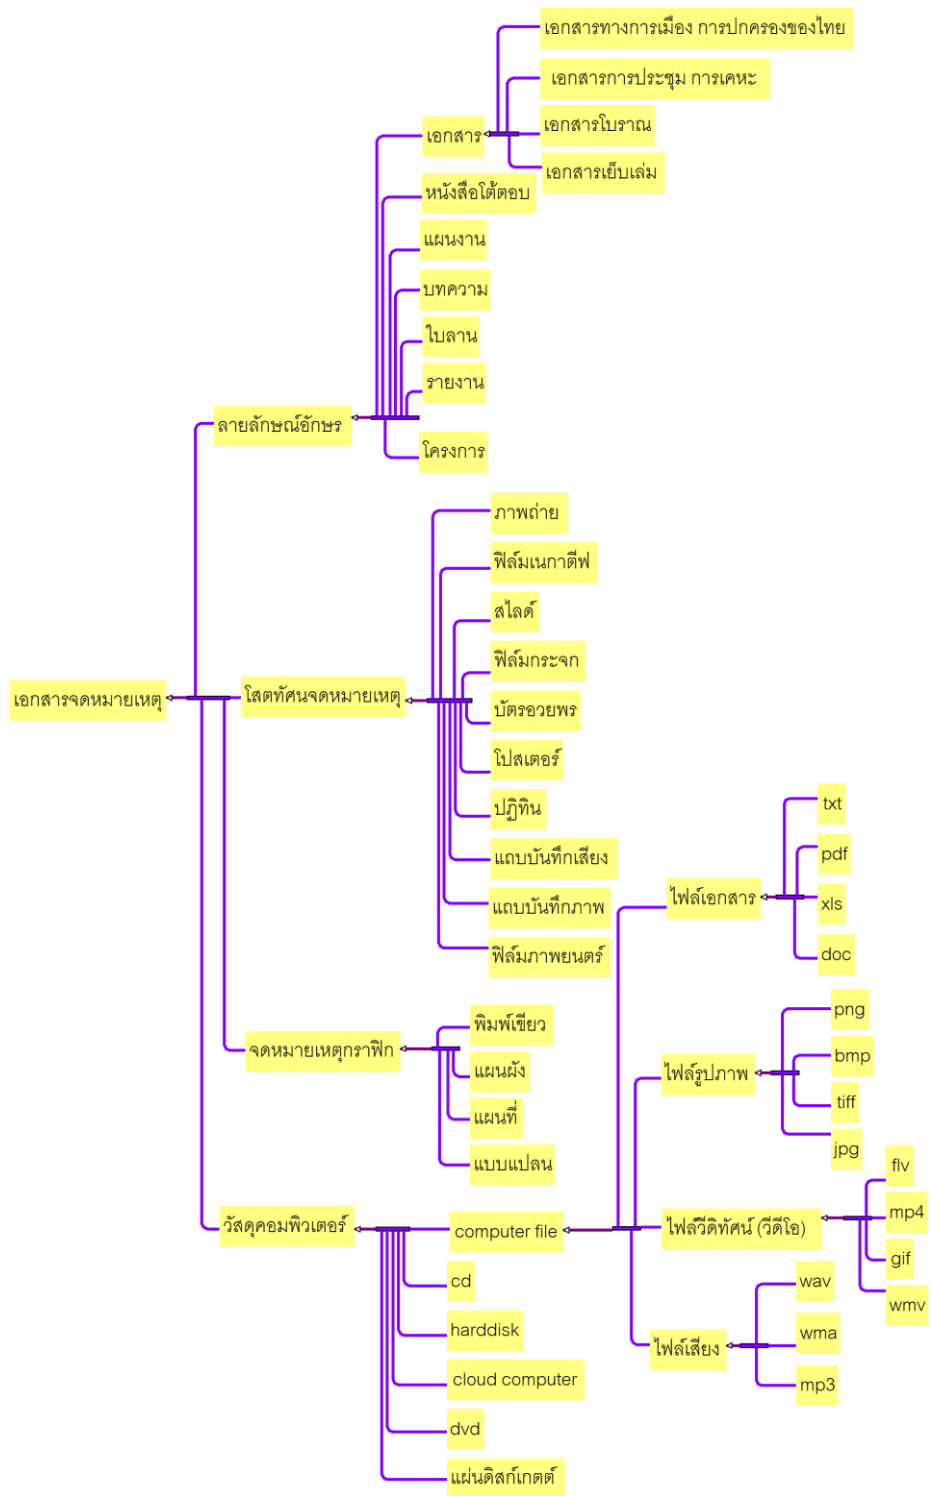 เอกสารทางการเมือง การปกครองของไทย
เอกสารการประชุม การเคหะ
เอกสาร
เอกสารโบราณ
เอกสารเย็บเล่ม
หนังสือโต้ตอบ
แผนงาน
บทความ
ใบลาน
รายงาน
ลายลักษณ์อักษร
โครงการ
ภาพถ่าย
ฟิล์มเนกาตีฟ
สไลด์
ฟิล์มกระจก
เอกสารจดหมายเหตุ
โสตทัศนจดหมายเหตุ
บัตรอวยพร
โปสเตอร์
ปฏิทิน
แถบบันทึกเสียง
แถบบันทึกภาพ
ฟิล์มภาพยนตร์
ไฟล์เอกสาร
txt
pdf
xls
doc
จดหมายเหตุกราฟิก
พิมพ์เขียว
แผนผัง
แผนที่
แบบแปลน
ไฟล์รูปภาพ
png
bmp
tiff
jpg
วัสดุคอมพิวเตอร์
computer file
ไฟล์วีดิทัศน์ (วีดีโอ)
flv
mp4
gif
wmv
cd
harddisk
cloud computer
dvd
แผ่นดิสก์เกตต์
ไฟล์เสียง
wav
wma
mp3